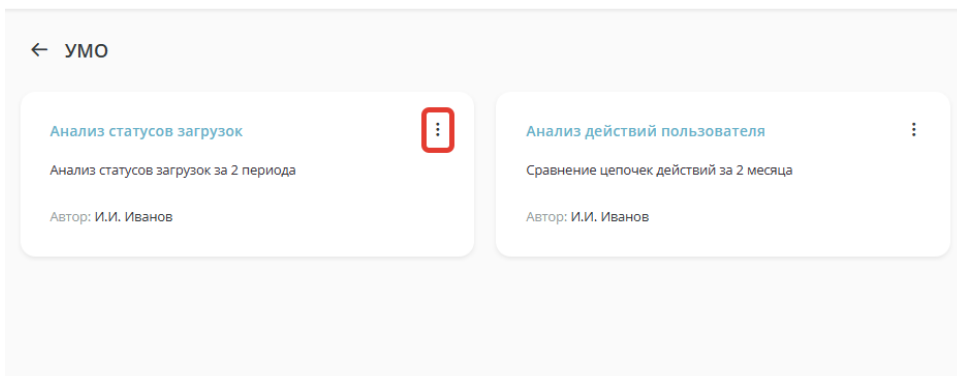 УМО
Анализ статусов загрузок
Анализ статусов загрузок за 2 периода
Автор: И.И. Иванов
Анализ действий пользователя
Сравнение цепочек действий за 2 месяца
Автор: И.И. Иванов